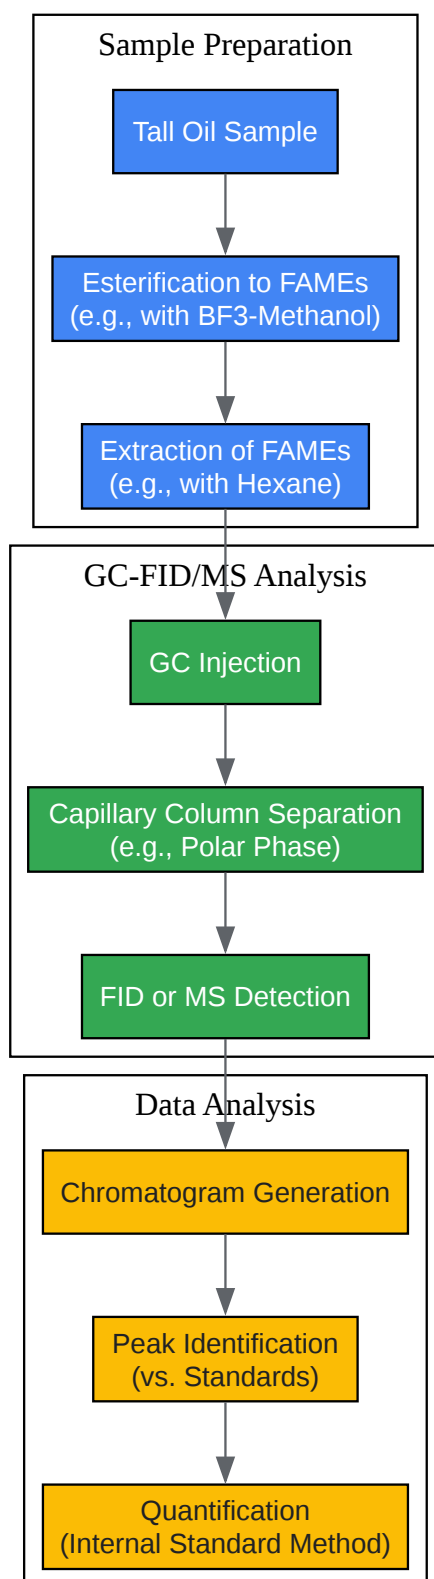 Sample Preparation
Tall Oil Sample
Esterification to FAMEs
(e.g., with BF3-Methanol)
Extraction of FAMEs
(e.g., with Hexane)
GC-FID/MS Analysis
GC Injection
Capillary Column Separation
(e.g., Polar Phase)
FID or MS Detection
Data Analysis
Chromatogram Generation
Peak Identification
(vs. Standards)
Quantification
(Internal Standard Method)